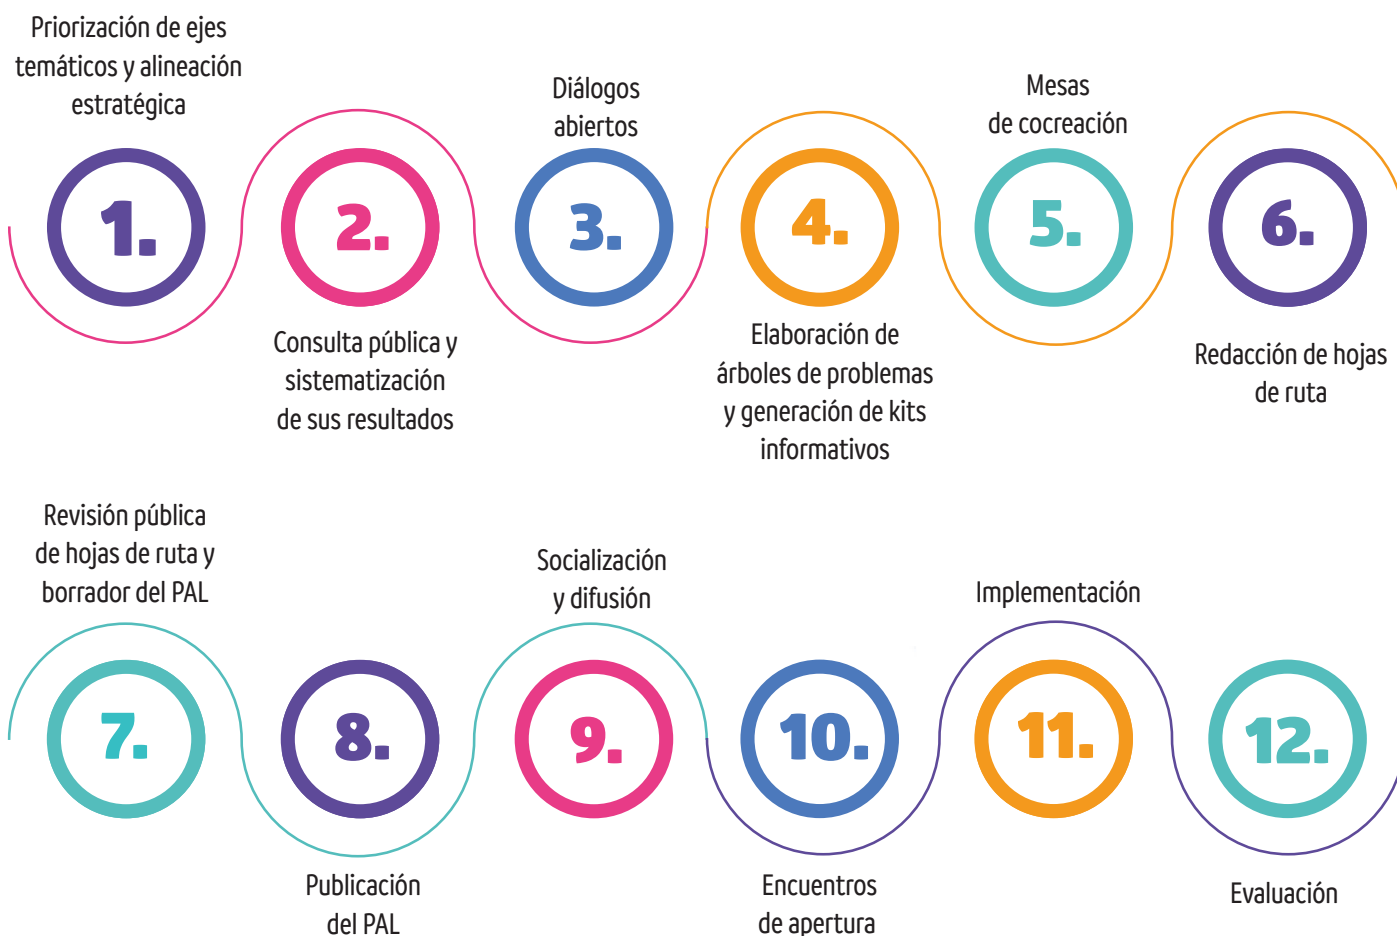 Priorización de ejes
temáticos y alineación
estratégica
1.
2.
Consulta pública y
sistematización
de sus resultados
Diálogos
abiertos
3.
4.
Elaboración de
árboles de problemas
y generación de kits
informativos
Mesas
de cocreación
5.
6.
Redacción de hojas
de ruta
Revisión pública
de hojas de ruta y
borrador del PAL
7.
8.
Publicación
del PAL
Socialización
y difusión
9.
10.
Encuentros
de apertura
Implementación
11.
12.
Evaluación